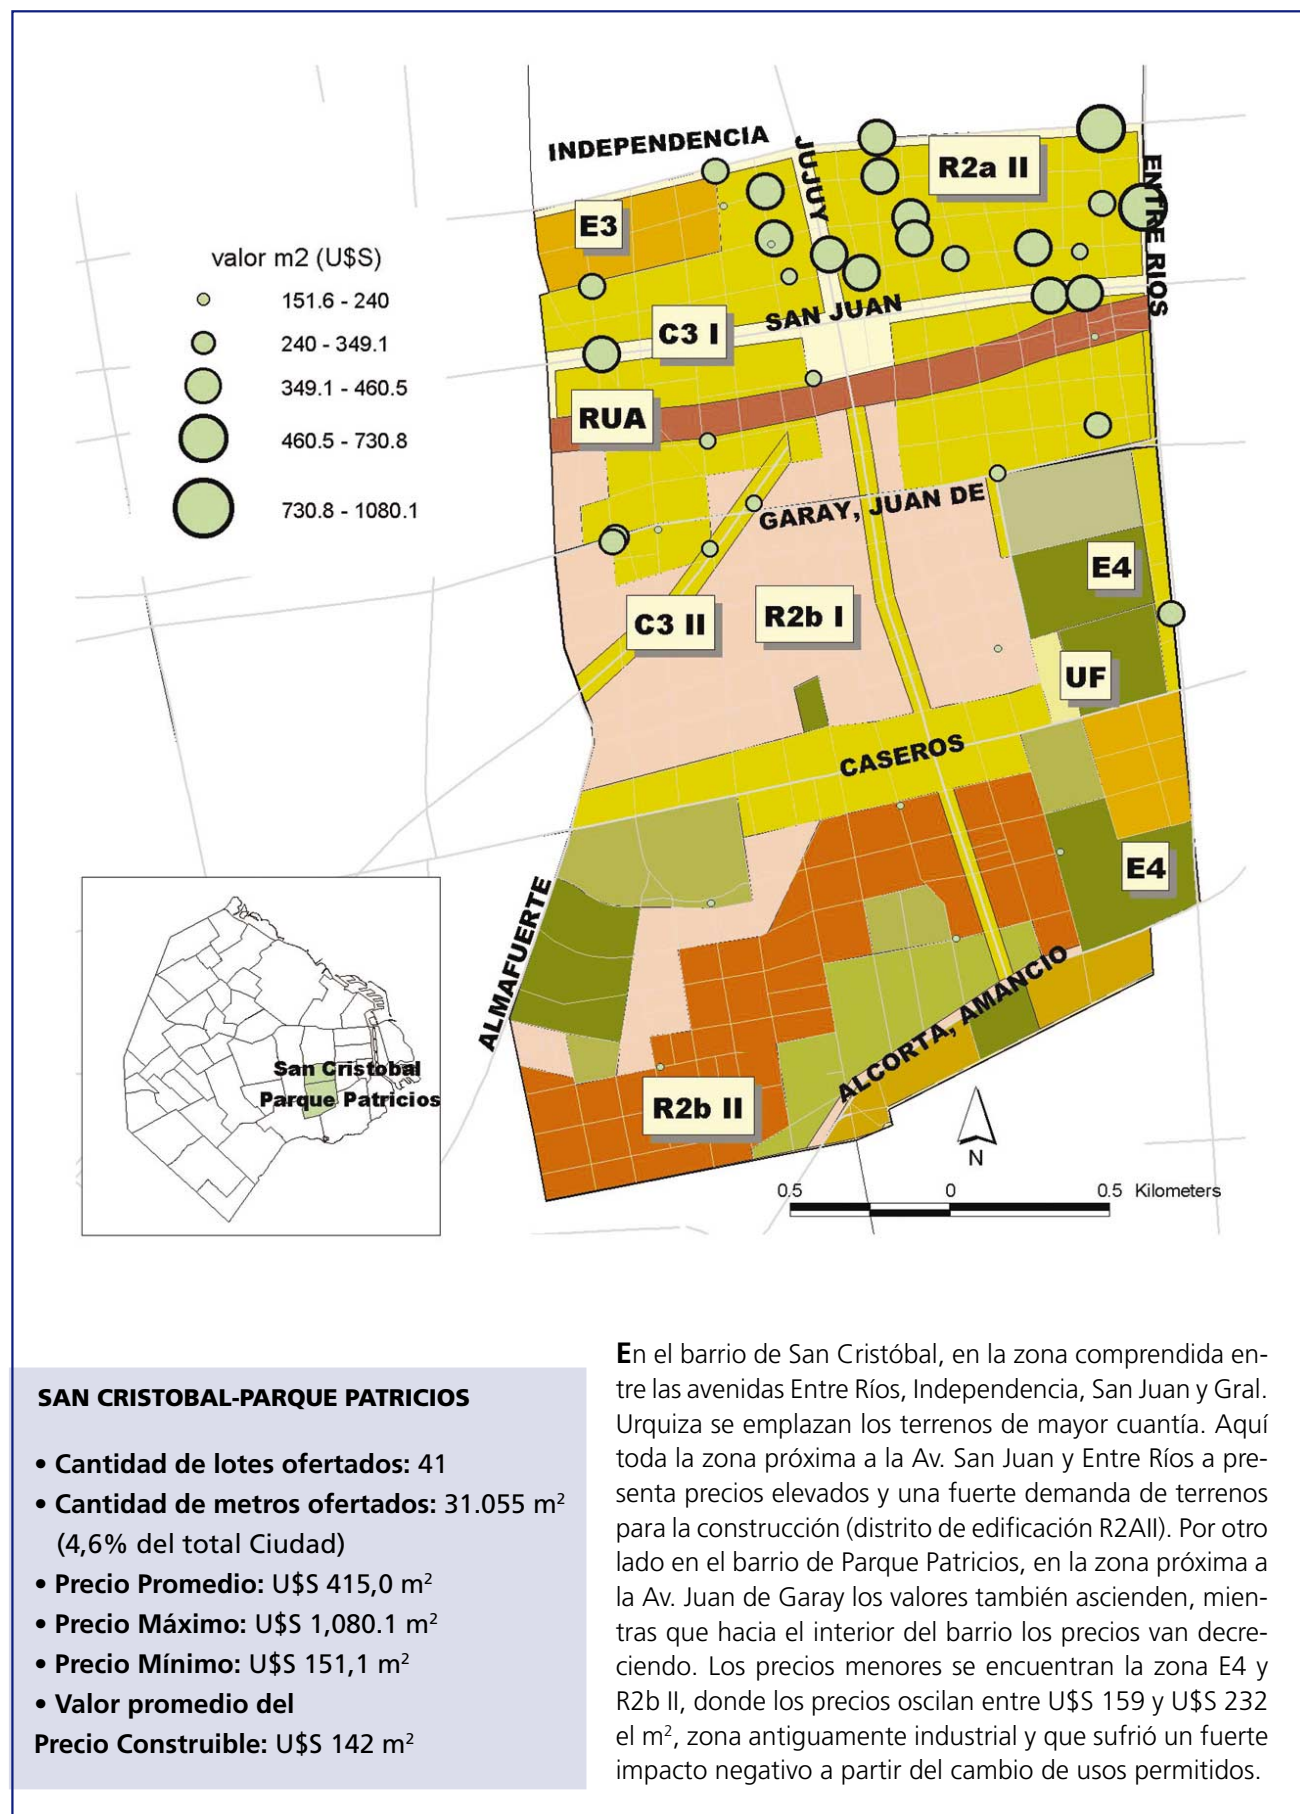 INDEPENDENCIA
JUJUY
R2a II
ENTRE RIOS
E3
valor m2 (U$S)
151.6 - 240
240 - 349.1
349.1 - 460.5
460.5 - 730.8
730.8 - 1080.1
SAN JUAN
C3 I
RUA
GARAY, JUAN DE
E4
C3 II
R2b I
UF
CASEROS
E4
ALMAFUERTE
ALCORTA, AMANCIO
San Cristobal
Parque Patricios
R2b II
N
0.5 0 0.5 Kilometers
SAN CRISTOBAL-PARQUE PATRICIOS
• Cantidad de lotes ofertados: 41
• Cantidad de metros ofertados: 31.055 m²
(4,6% del total Ciudad)
• Precio Promedio: U$S 415,0 m²
• Precio Máximo: U$S 1,080.1 m²
• Precio Mínimo: U$S 151,1 m²
• Valor promedio del
Precio Construible: U$S 142 m²
En el barrio de San Cristóbal, en la zona comprendida en-
tre las avenidas Entre Ríos, Independencia, San Juan y Gral.
Urquiza se emplazan los terrenos de mayor cuantía. Aquí
toda la zona próxima a la Av. San Juan y Entre Ríos a pre-
senta precios elevados y una fuerte demanda de terrenos
para la construcción (distrito de edificación R2AII). Por otro
lado en el barrio de Parque Patricios, en la zona próxima a
la Av. Juan de Garay los valores también ascienden, mien-
tras que hacia el interior del barrio los precios van decre-
ciendo. Los precios menores se encuentran la zona E4 y
R2b II, donde los precios oscilan entre U$S 159 y U$S 232
el m², zona antiguamente industrial y que sufrió un fuerte
impacto negativo a partir del cambio de usos permitidos.